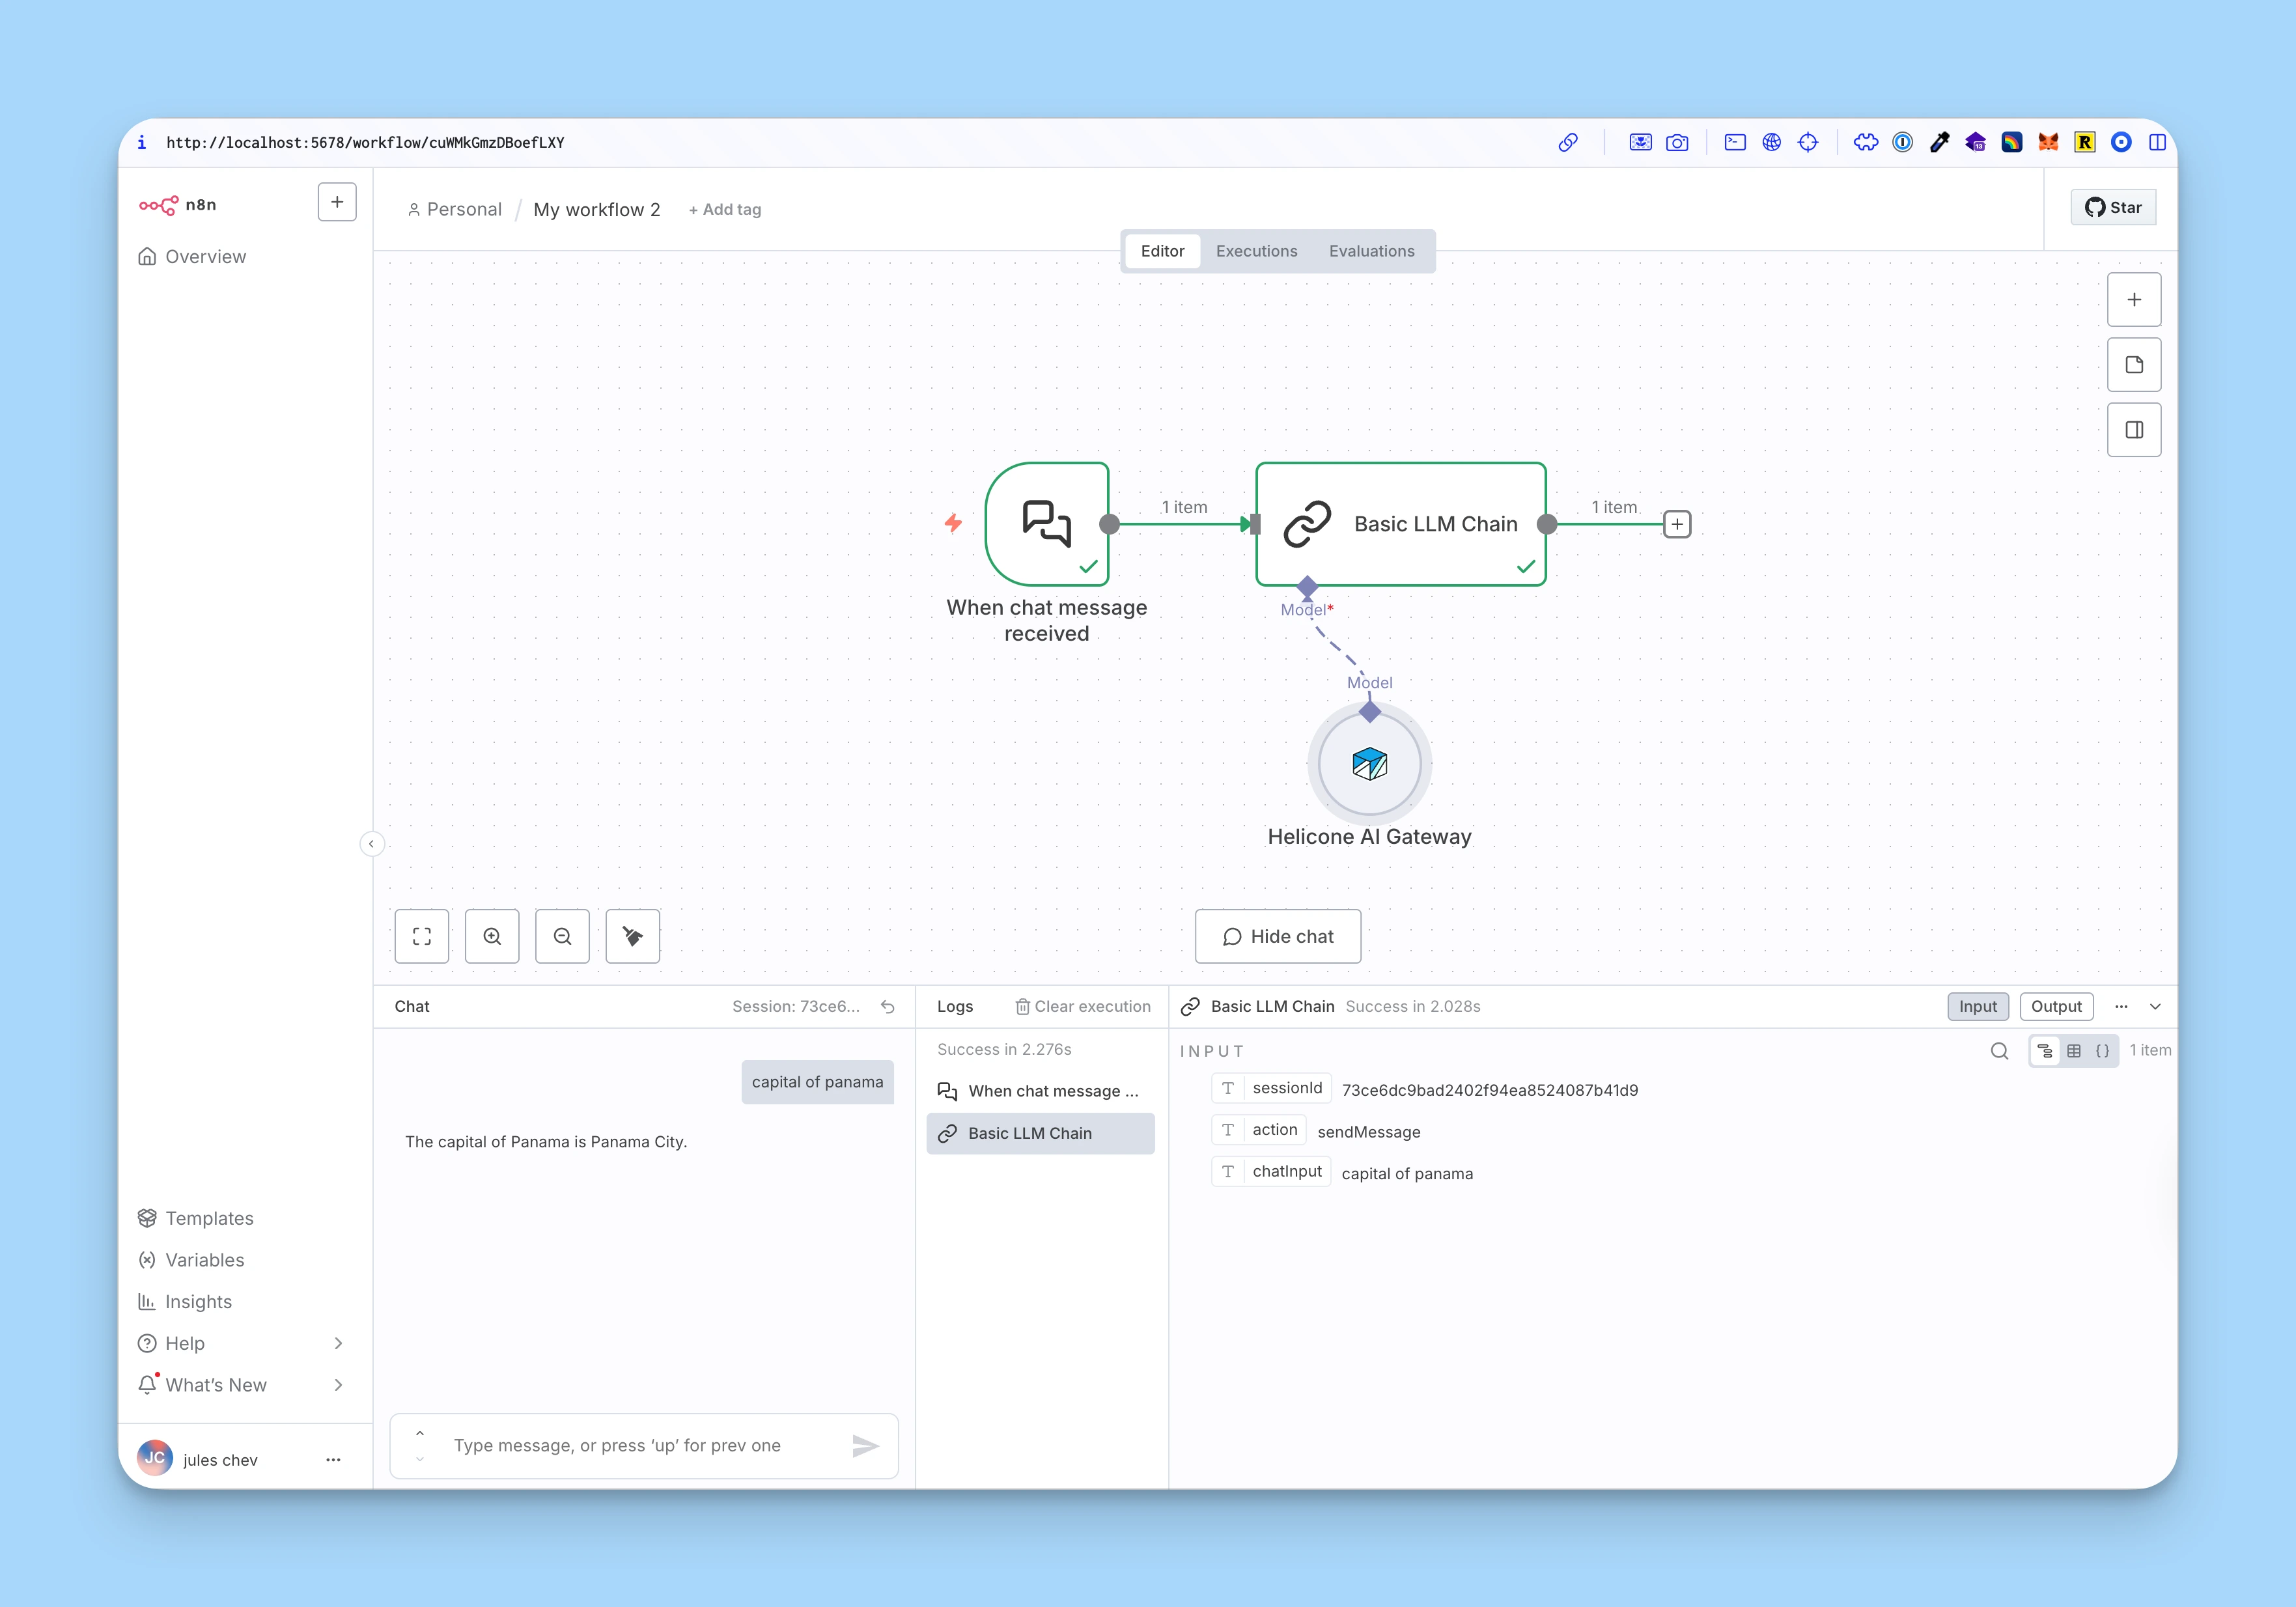 http://localhost:5678/workflow/cuWMkGmzDBoefLXY
13
R
n8n
Overview
Personal / My workflow 2 + Add tag
Star
Editor Executions Evaluations
1 item
Basic LLM Chain
1 item
When chat message
received
Model*
Model
Helicone AI Gateway
Hide chat
Chat
Session: 73ce6...
capital of panama
The capital of Panama is Panama City.
Type message, or press ‘up’ for prev one
Logs
Clear execution
Success in 2.276s
When chat message ...
Basic LLM Chain
Basic LLM Chain Success in 2.028s
Input Output
INPUT
1 item
T sessionId 73ce6dc9bad2402f94ea8524087b41d9
T action sendMessage
T chatInput capital of panama
Templates
Variables
Insights
Help
What’s New
JC jules chev